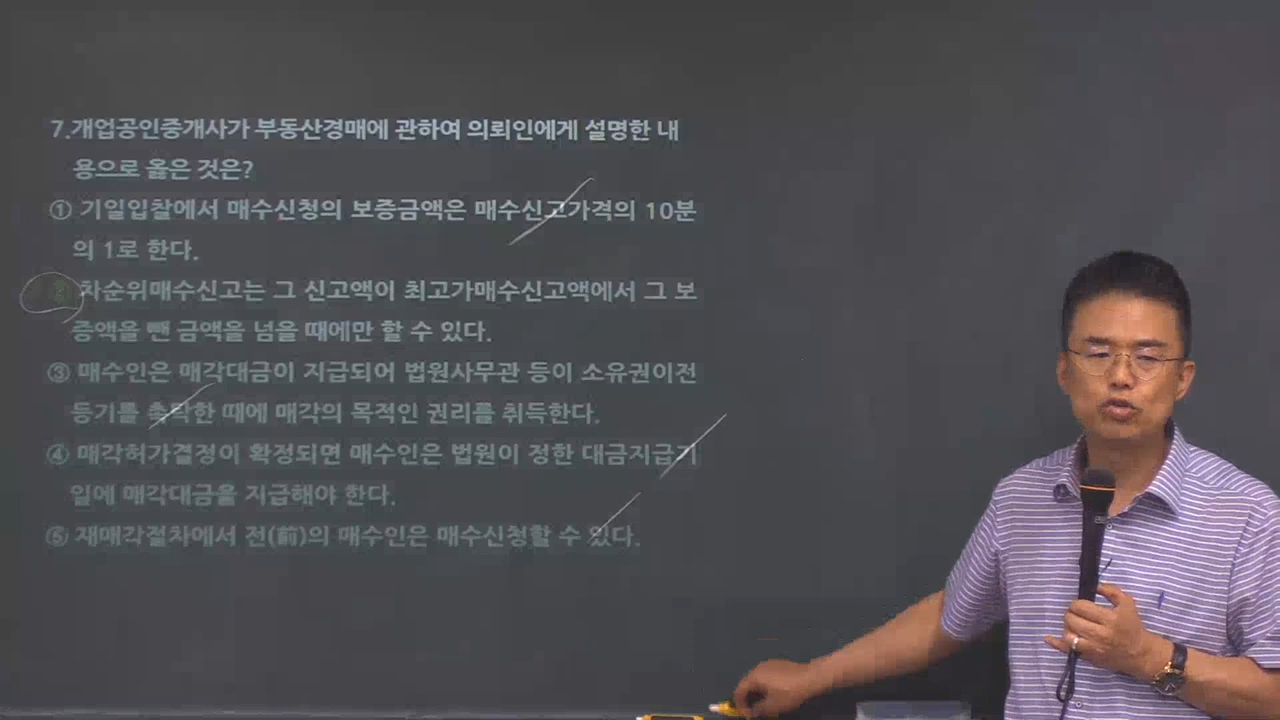 7.개업공인중개사가 부동산경매에 관하여 의뢰인에게 설명한 내
용으로 옳은 것은?
① 기일입찰에서 매수신청의 보증금액은 매수신고가격의 10분
의 1로 한다.
② 차순위매수신고는 그 신고액이 최고가매수신고액에서 그 보
증액을 뺀 금액을 넘을 때에만 할 수 있다.
③ 매수인은 매각대금이 지급되어 법원사무관 등이 소유권이전
등기를 촉탁한 때에 매각의 목적인 권리를 취득한다.
④ 매각허가결정이 확정되면 매수인은 법원이 정한 대금지급기
일에 매각대금을 지급해야 한다.
⑤ 재매각절차에서 전(前)의 매수인은 매수신청할 수 있다.